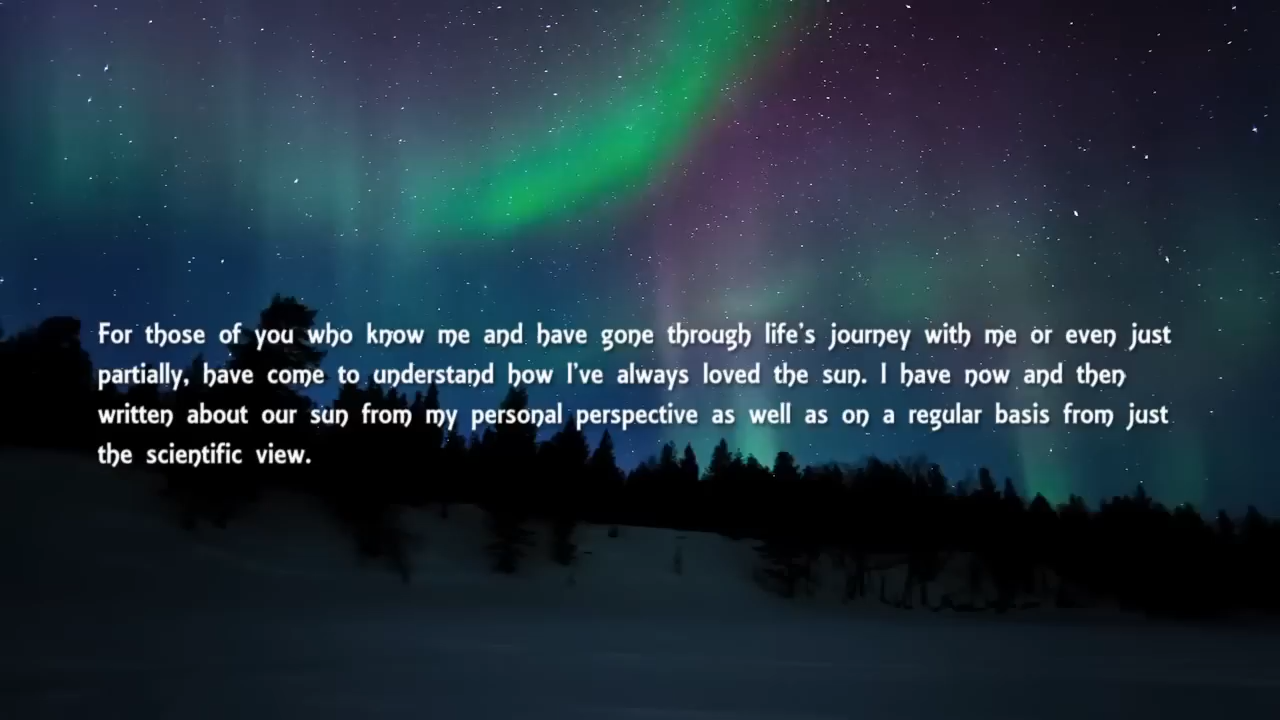 For those of you who know me and have gone through life's journey with me or even just
partially, have come to understand how I've always loved the sun. I have now and then
written about our sun from my personal perspective as well as on a regular basis from just
the scientific view.